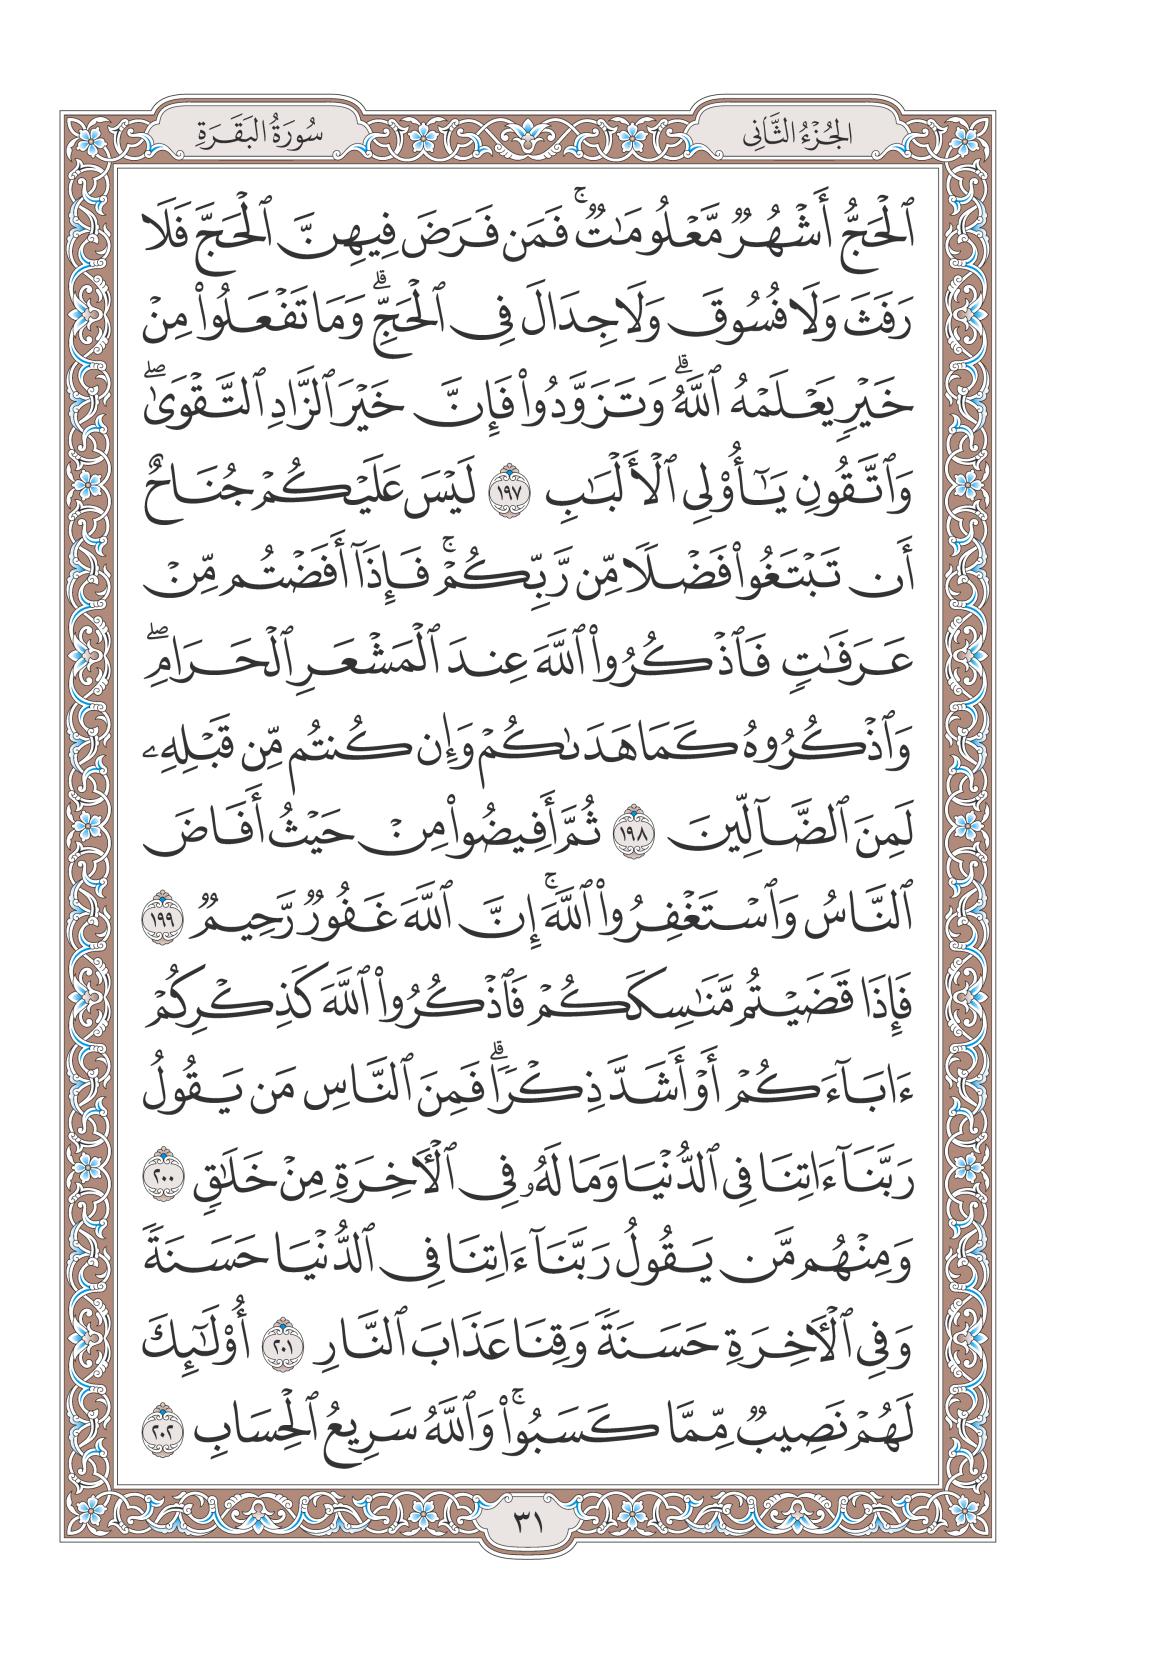 الجُزْءُ الثَّانِي
سُورَةُ البَقَرَةِ
ٱلْحَجُّ أَشْهُرٌ مَّعْلُومَٰتٌ ۚ فَمَن فَرَضَ فِيهِنَّ ٱلْحَجَّ فَلَا
رَفَثَ وَلَا فُسُوقَ وَلَا جِدَالَ فِى ٱلْحَجِّ ۗ وَمَا تَفْعَلُوا۟ مِنْ
خَيْرٍ يَعْلَمْهُ ٱللَّهُ ۗ وَتَزَوَّدُوا۟ فَإِنَّ خَيْرَ ٱلزَّادِ ٱلتَّقْوَىٰ ۖ
وَٱتَّقُونِ يَٰٓأُو۟لِى ٱلْأَلْبَٰبِ ١٩٧ لَيْسَ عَلَيْكُمْ جُنَاحٌ
أَن تَبْتَغُوا۟ فَضْلًا مِّن رَّبِّكُمْ ۚ فَإِذَآ أَفَضْتُم مِّنْ
عَرَفَٰتٍ فَٱذْكُرُوا۟ ٱللَّهَ عِندَ ٱلْمَشْعَرِ ٱلْحَرَامِ ۖ
وَٱذْكُرُوهُ كَمَا هَدَىٰكُمْ وَإِن كُنتُم مِّن قَبْلِهِۦ
لَمِنَ ٱلضَّآلِّينَ ١٩٨ ثُمَّ أَفِيضُوا۟ مِنْ حَيْثُ أَفَاضَ
ٱلنَّاسُ وَٱسْتَغْفِرُوا۟ ٱللَّهَ ۚ إِنَّ ٱللَّهَ غَفُورٌ رَّحِيمٌ ١٩٩
فَإِذَا قَضَيْتُم مَّنَٰسِكَكُمْ فَٱذْكُرُوا۟ ٱللَّهَ كَذِكْرِكُمْ
ءَابَآءَكُمْ أَوْ أَشَدَّ ذِكْرًا ۗ فَمِنَ ٱلنَّاسِ مَن يَقُولُ
رَبَّنَآ ءَاتِنَا فِى ٱلدُّنْيَا وَمَا لَهُۥ فِى ٱلْءَاخِرَةِ مِنْ خَلَٰقٍ ٢٠٠
وَمِنْهُم مَّن يَقُولُ رَبَّنَآ ءَاتِنَا فِى ٱلدُّنْيَا حَسَنَةً
وَفِى ٱلْءَاخِرَةِ حَسَنَةً وَقِنَا عَذَابَ ٱلنَّارِ ٢٠١ أُو۟لَٰٓئِكَ
لَهُمْ نَصِيبٌ مِّمَّا كَسَبُوا۟ ۚ وَٱللَّهُ سَرِيعُ ٱلْحِسَابِ ٢٠٢
٣١